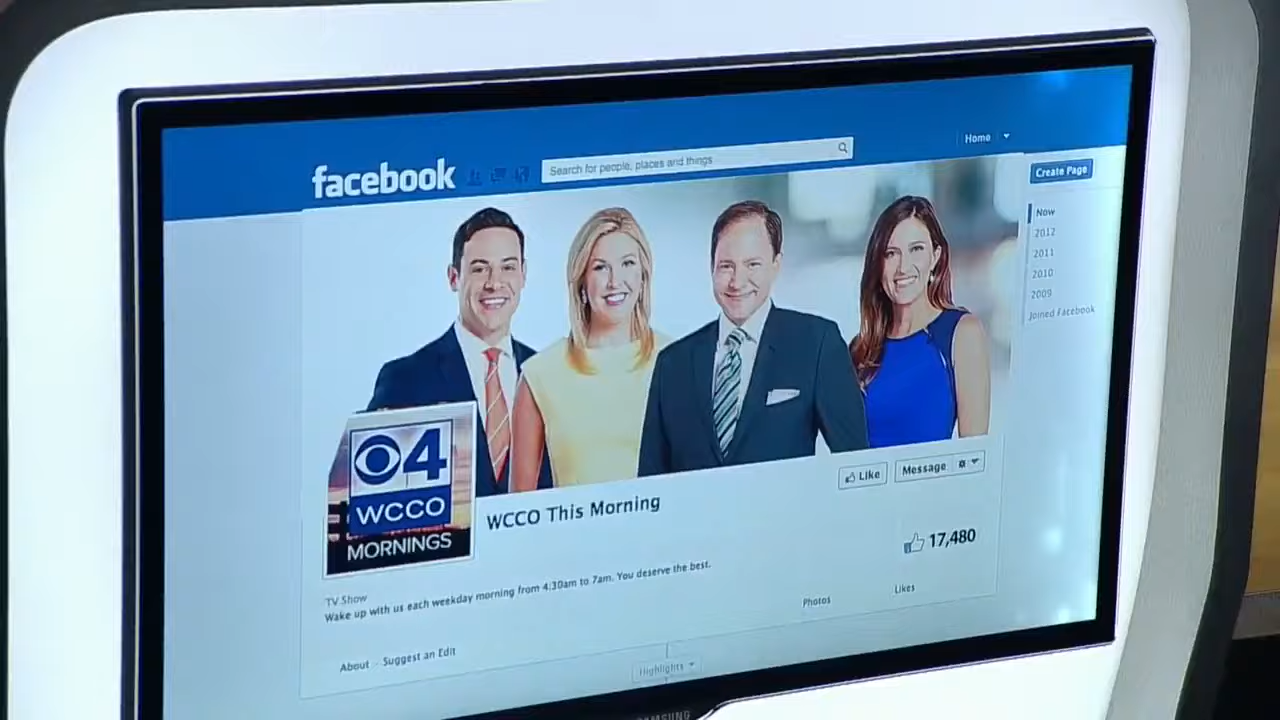 Home
facebook
Search for people, places and things
Create Page
Now
2012
2011
2010
2009
Joined Facebook
4
WCCO
MORNINGS
WCCO This Morning
Like
Message
17,480
TV Show
Wake up with us each weekday morning from 4:30am to 7am. You deserve the best.
Photos
Likes
About - Suggest an Edit
Highlights
SAMSUNG